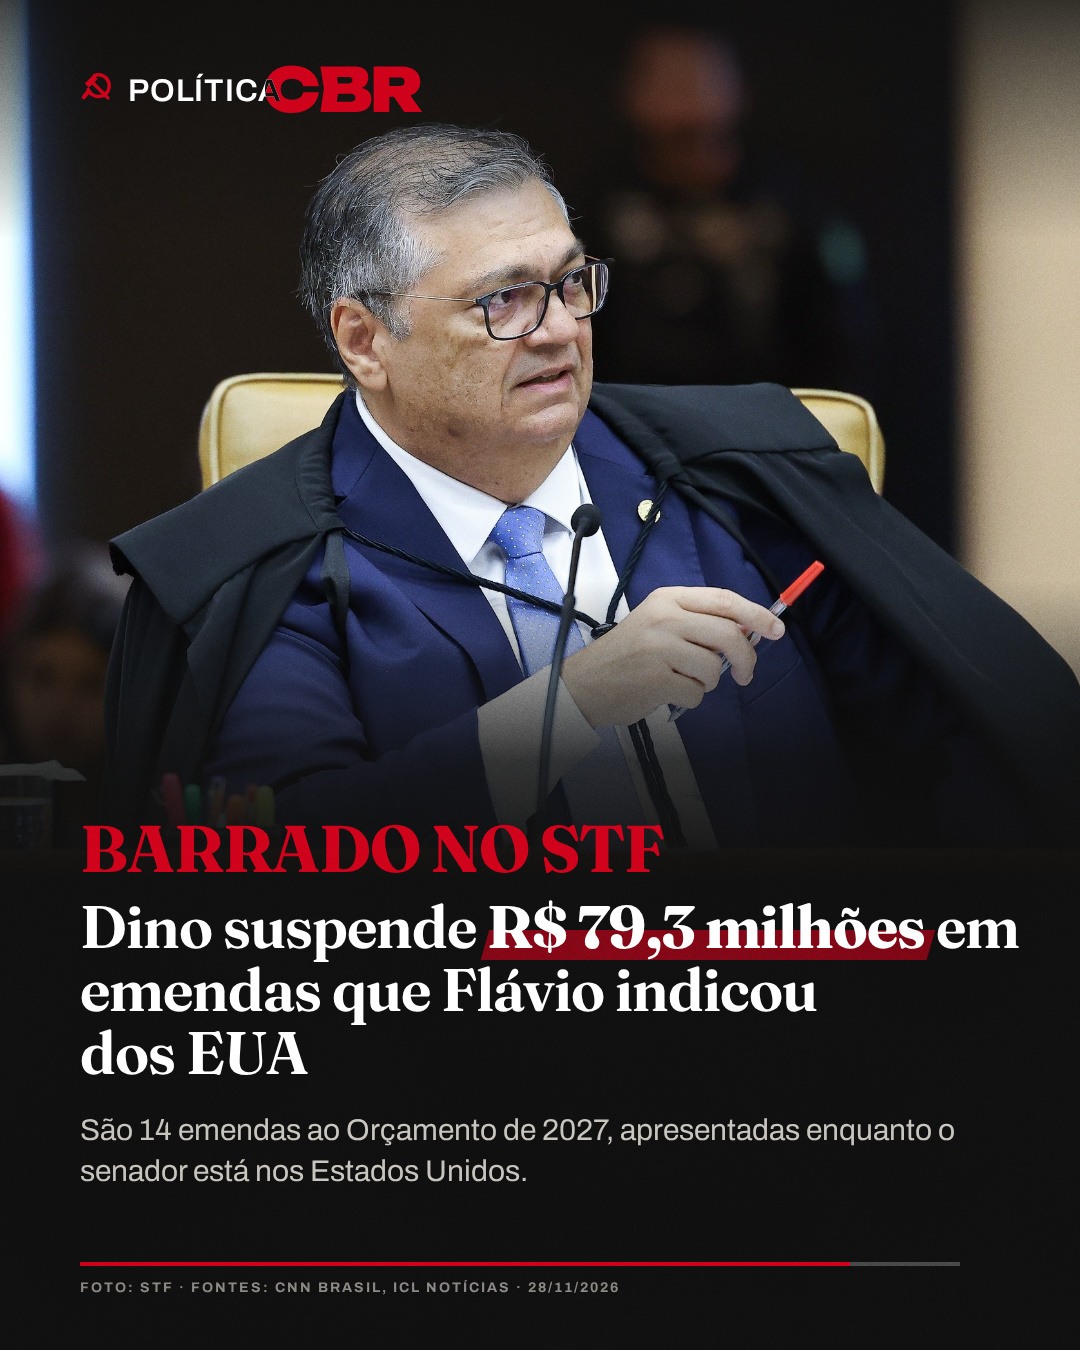 POLÍTICA CBR
BARRADO NO STF
Dino suspende R$ 79,3 milhões em
emendas que Flávio indicou
dos EUA
São 14 emendas ao Orçamento de 2027, apresentadas enquanto o
senador está nos Estados Unidos.
FOTO: STF · FONTES: CNN BRASIL, ICL NOTÍCIAS · 28/11/2026